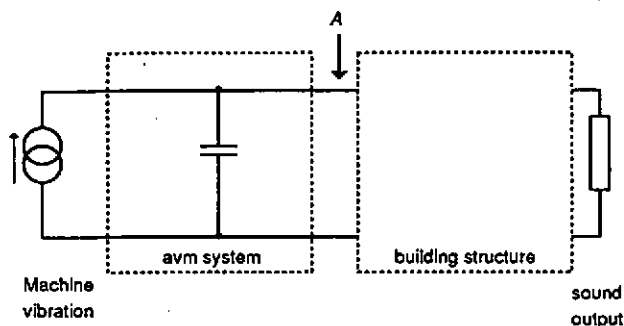 A
avm system
building structure
Machine
vibration
sound
output